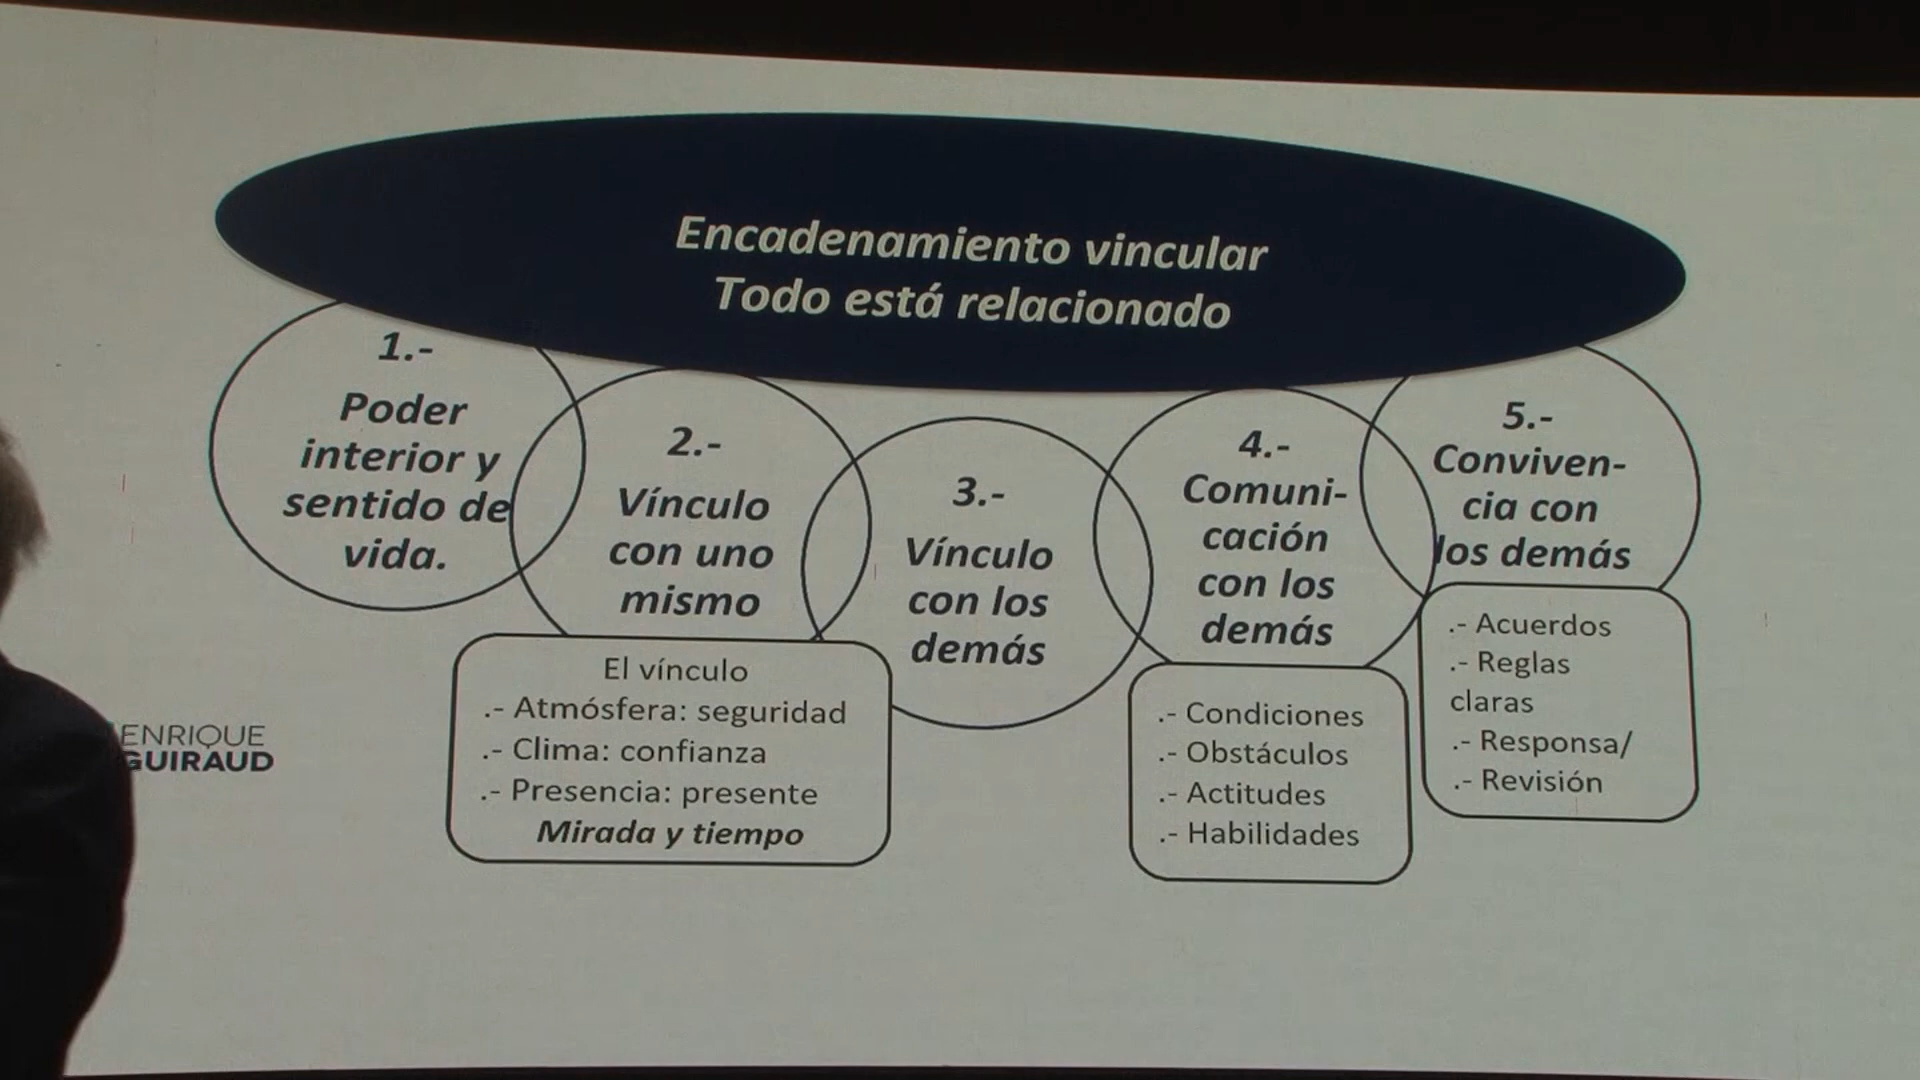 Encadenamiento vincular
Todo está relacionado
1.-
Poder
interior y
sentido de
vida.
2.-
Vínculo
con uno
mismo
3.-
Vínculo
con los
demás
4.-
Comuni-
cación
con los
demás
5.-
Conviven-
cia con
los demás
El vínculo
.- Atmósfera: seguridad
.- Clima: confianza
.- Presencia: presente
Mirada y tiempo
.- Condiciones
.- Obstáculos
.- Actitudes
.- Habilidades
.- Acuerdos
.- Reglas
claras
.- Responsa/
.- Revisión
ENRIQUE
GUIRAUD